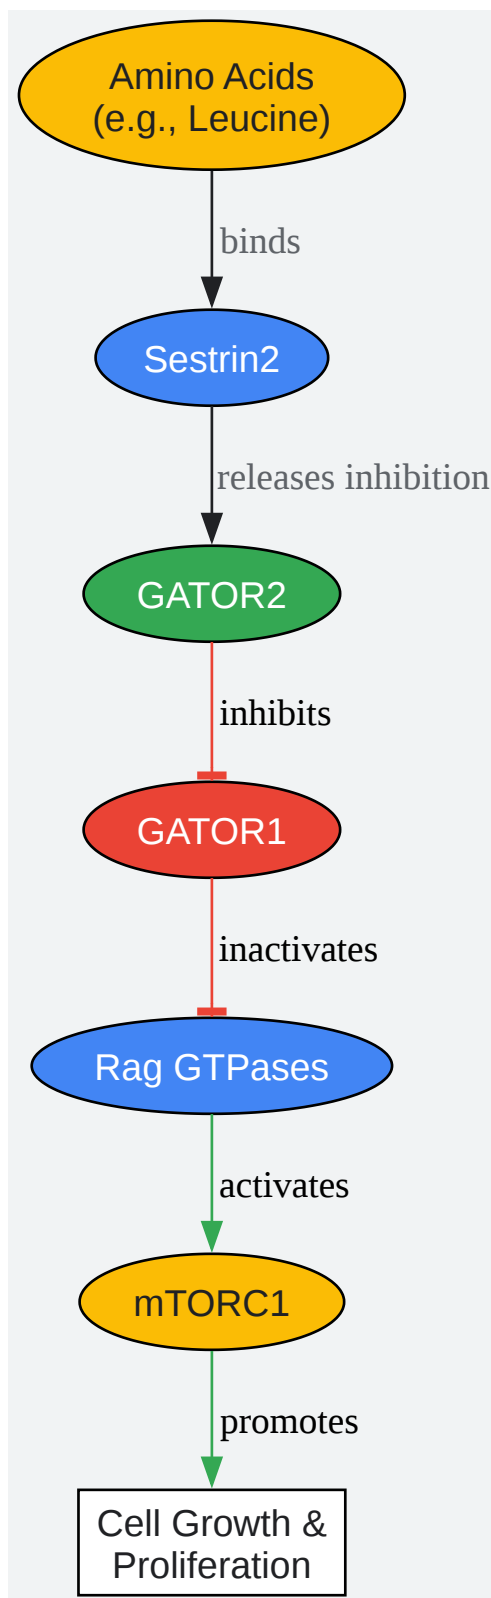 Amino Acids
(e.g., Leucine)
binds
Sestrin2
releases inhibition
GATOR2
inhibits
GATOR1
inactivates
Rag GTPases
activates
mTORC1
promotes
Cell Growth &
Proliferation